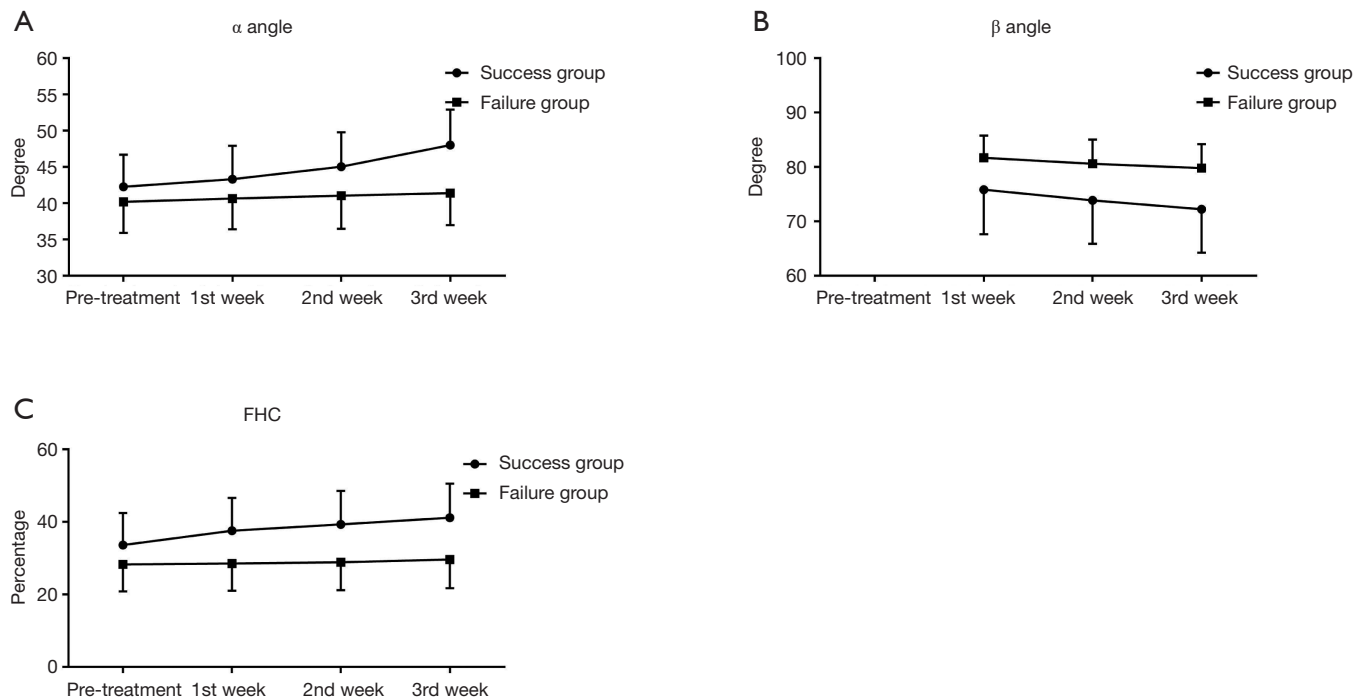 A
α angle
60
55
50
45
40
35
30
Degree
Success group
Failure group
Pre-treatment 1st week 2nd week 3rd week
B
β angle
100
90
80
70
60
Degree
Success group
Failure group
Pre-treatment 1st week 2nd week 3rd week
C
FHC
60
40
20
0
Percentage
Success group
Failure group
Pre-treatment 1st week 2nd week 3rd week